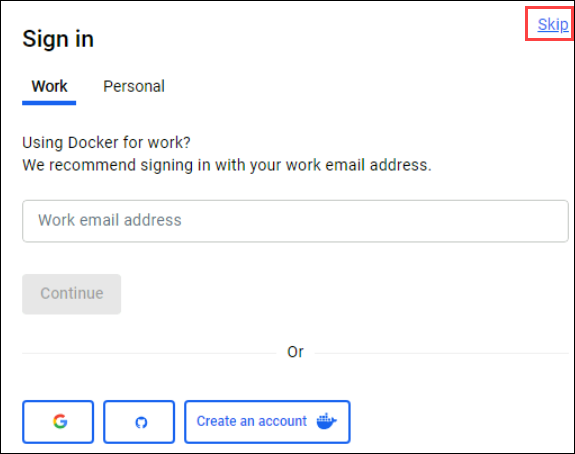 Skip
Sign in
Work Personal
Using Docker for work?
We recommend signing in with your work email address.
Work email address
Continue
Or
Create an account